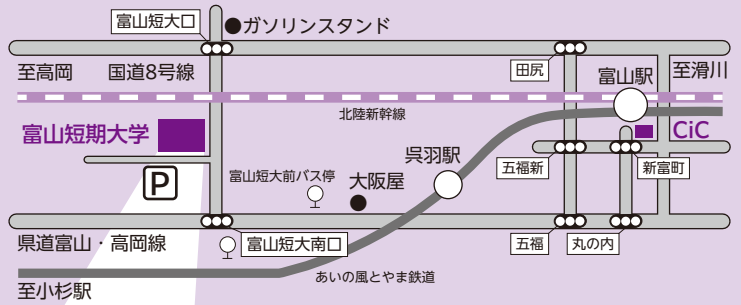 富山短大口
●ガソリンスタンド
至高岡
国道8号線
田尻
富山駅
至滑川
北陸新幹線
富山短期大学
CiC
P
富山短大前バス停
大阪屋
呉羽駅
五福新
新富町
県道富山・高岡線
富山短大南口
五福
丸の内
あいの風とやま鉄道
至小杉駅